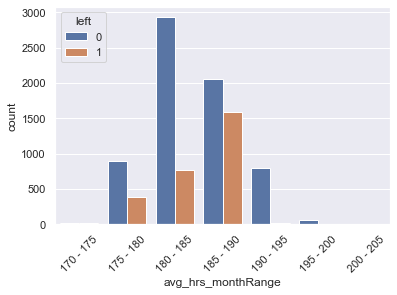 left
0
1
3000
2500
2000
1500
1000
500
0
count
170 - 175
175 - 180
180 - 185
185 - 190
190 - 195
195 - 200
200 - 205
avg_hrs_monthRange